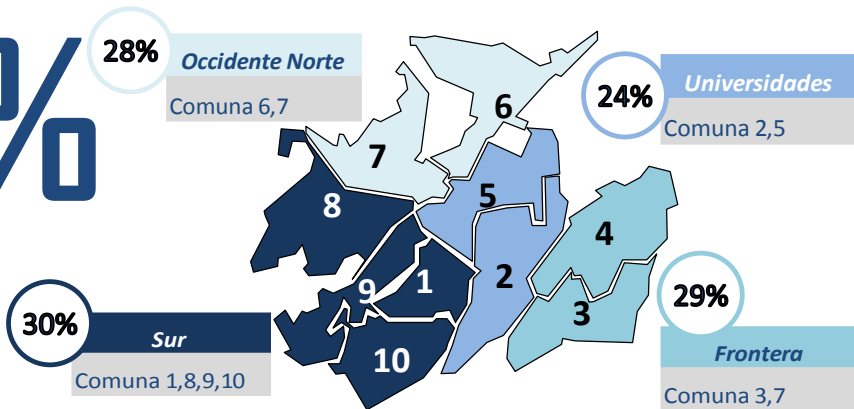 %
28%
Occidente Norte
Comuna 6,7
24%
Universidades
Comuna 2,5
6
7
5
8
4
9
1
2
3
10
30%
Sur
Comuna 1,8,9,10
29%
Frontera
Comuna 3,7